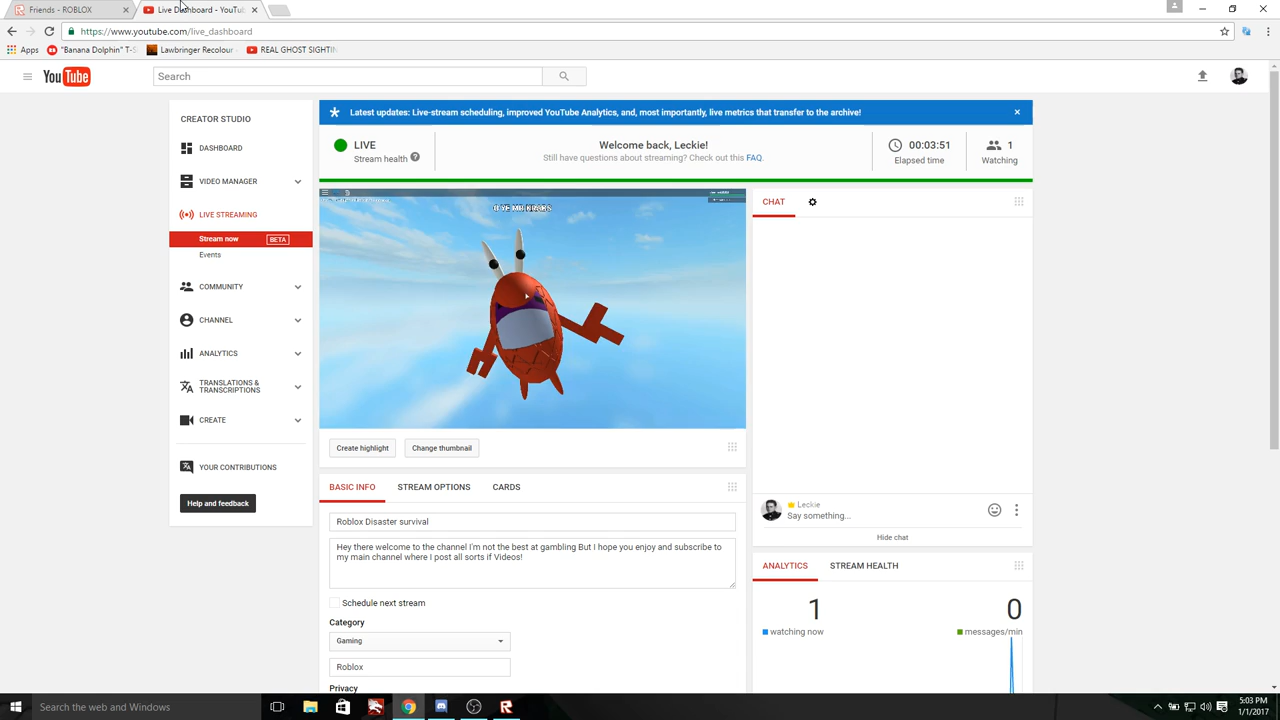 Friends - ROBLOX
Live Dashboard - YouTu
https://www.youtube.com/live_dashboard
Apps
"Banana Dolphin" T-S
Lawbringer Recolour
REAL GHOST SIGHTIN
YouTube
Search
CREATOR STUDIO
DASHBOARD
VIDEO MANAGER
LIVE STREAMING
Stream now
BETA
Events
COMMUNITY
CHANNEL
ANALYTICS
TRANSLATIONS &
TRANSCRIPTIONS
CREATE
YOUR CONTRIBUTIONS
Help and feedback
Latest updates: Live-stream scheduling, improved YouTube Analytics, and, most importantly, live metrics that transfer to the archive!
LIVE
Stream health
Welcome back, Leckie!
Still have questions about streaming? Check out this FAQ.
00:03:51
Elapsed time
1
Watching
Create highlight
Change thumbnail
BASIC INFO
STREAM OPTIONS
CARDS
Roblox Disaster survival
Hey there welcome to the channel I'm not the best at gambling But I hope you enjoy and subscribe to
my main channel where I post all sorts if Videos!
Schedule next stream
Category
Gaming
Roblox
Privacy
CHAT
Leckie
Say something...
Hide chat
ANALYTICS
STREAM HEALTH
1
watching now
0
messages/min
Search the web and Windows
5:03 PM
1/1/2017